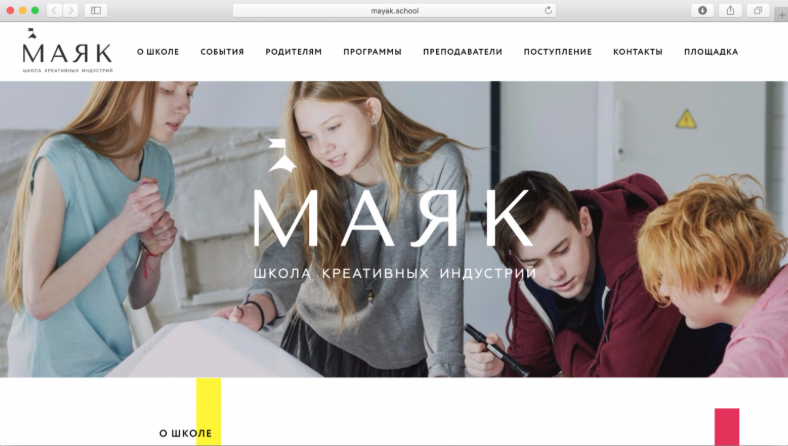 mayak.school
МАЯК
ШКОЛА КРЕАТИВНЫХ ИНДУСТРИЙ
О ШКОЛЕ СОБЫТИЯ РОДИТЕЛЯМ ПРОГРАММЫ ПРЕПОДАВАТЕЛИ ПОСТУПЛЕНИЕ КОНТАКТЫ ПЛОЩАДКА
МАЯК
ШКОЛА КРЕАТИВНЫХ ИНДУСТРИЙ
О ШКОЛЕ